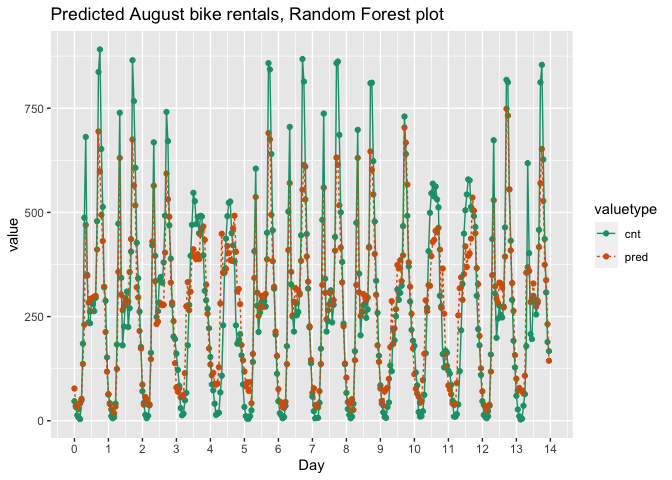 Predicted August bike rentals, Random Forest plot
value
750
500
250
0
0 1 2 3 4 5 6 7 8 9 10 11 12 13 14
Day
valuetype
cnt
pred